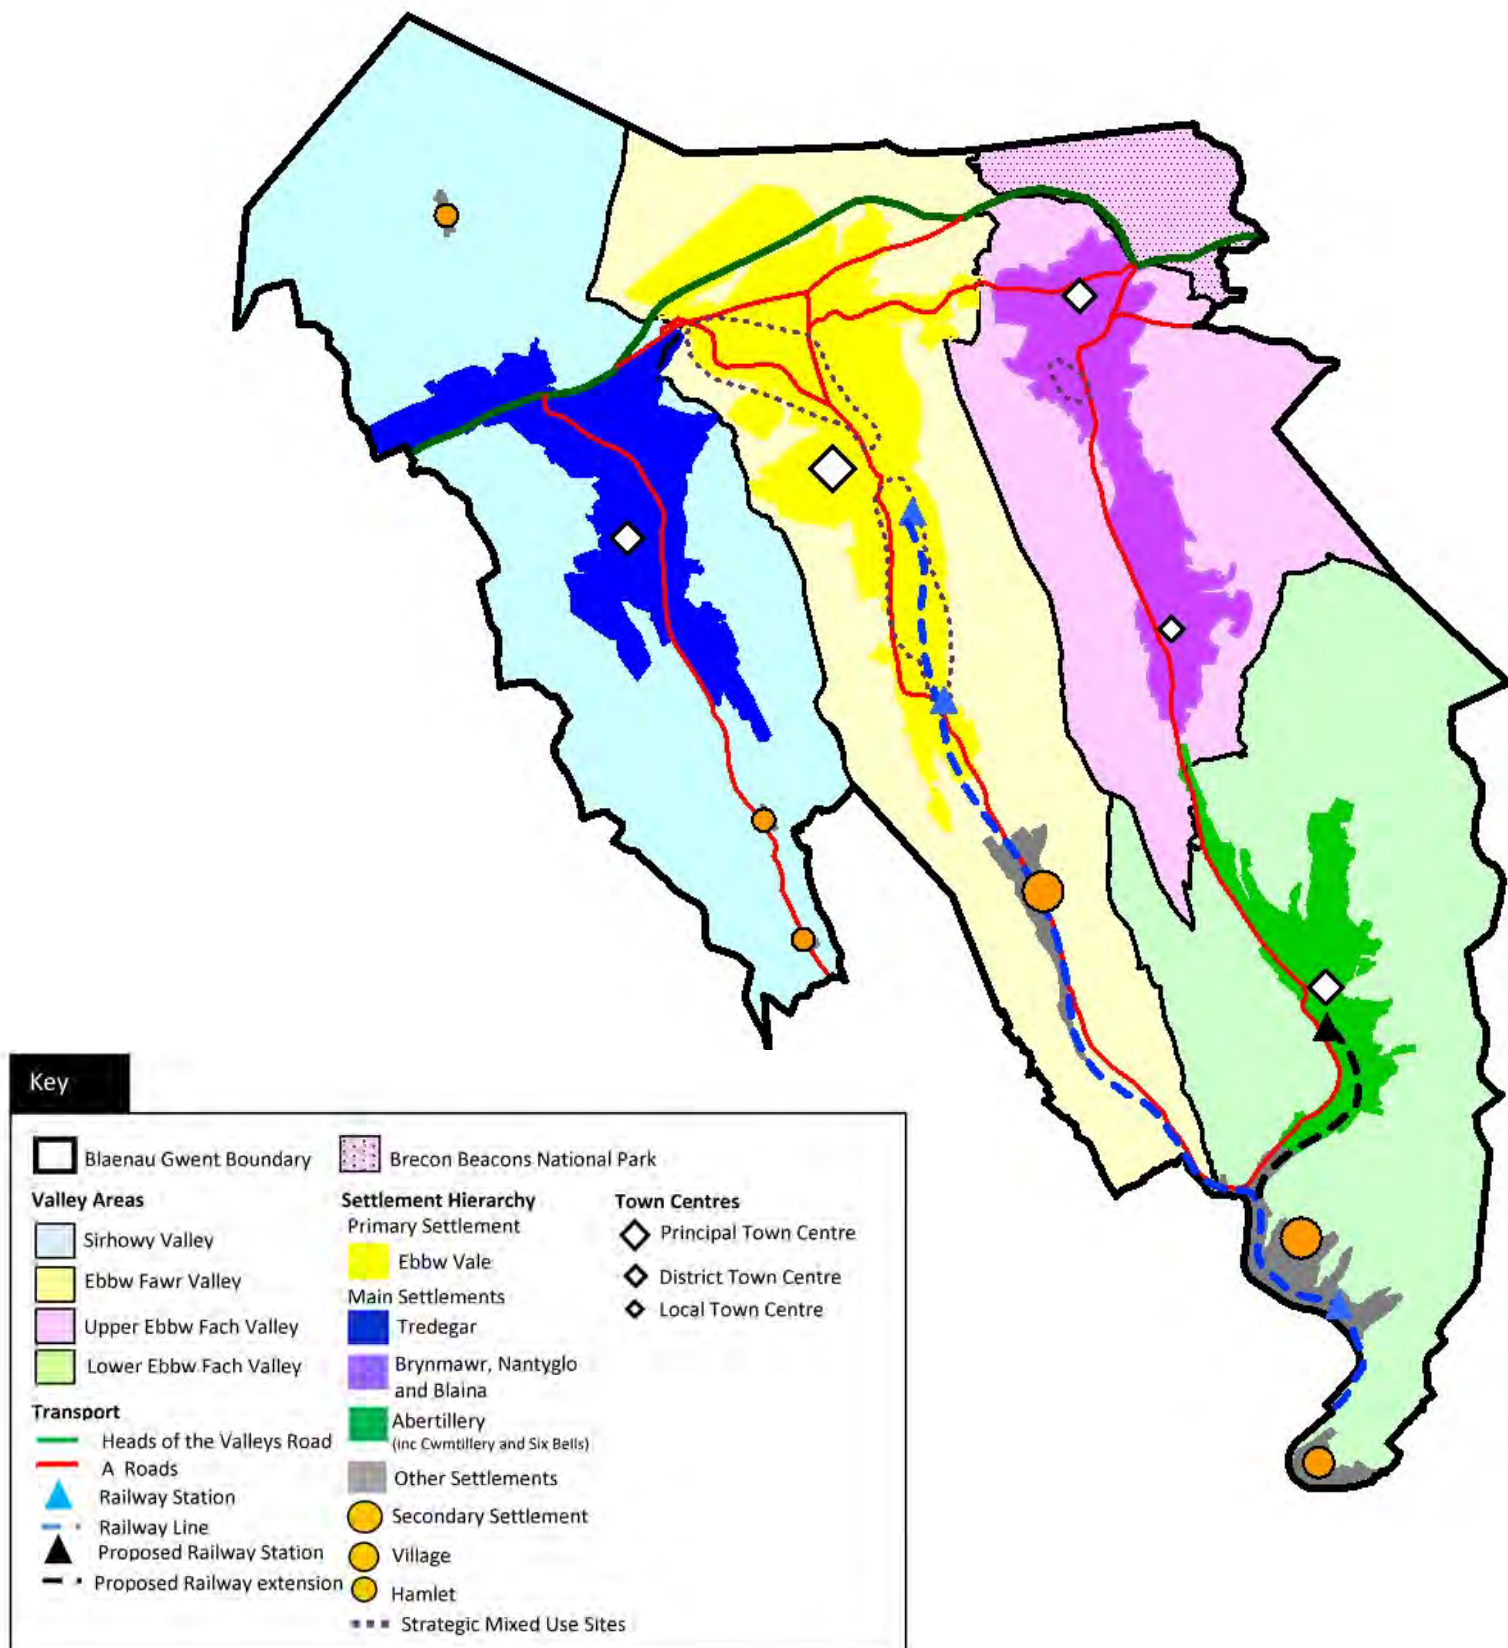 Key
Blaenau Gwent Boundary
Brecon Beacons National Park
Valley Areas
Sirhowy Valley
Ebbw Fawr Valley
Upper Ebbw Fach Valley
Lower Ebbw Fach Valley
Transport
Heads of the Valleys Road
A Roads
Railway Station
Railway Line
Proposed Railway Station
Proposed Railway extension
Settlement Hierarchy
Primary Settlement
Ebbw Vale
Main Settlements
Tredegar
Brynmawr, Nantyglo
and Blaina
Abertillery
(inc Cwmtillery and Six Bells)
Other Settlements
Secondary Settlement
Village
Hamlet
Strategic Mixed Use Sites
Town Centres
Principal Town Centre
District Town Centre
Local Town Centre